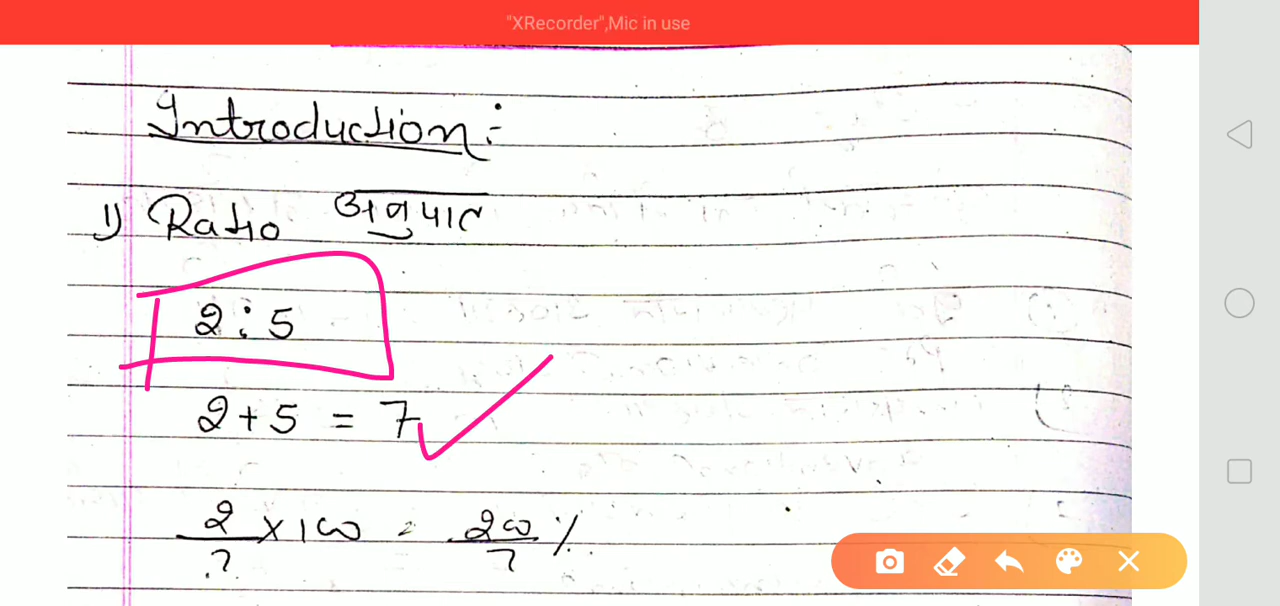 "XRecorder",Mic in use
Introduction :-
1) Ratio अनुपात
2 : 5
2 + 5 = 7
2/7 × 100 = 200/7 %